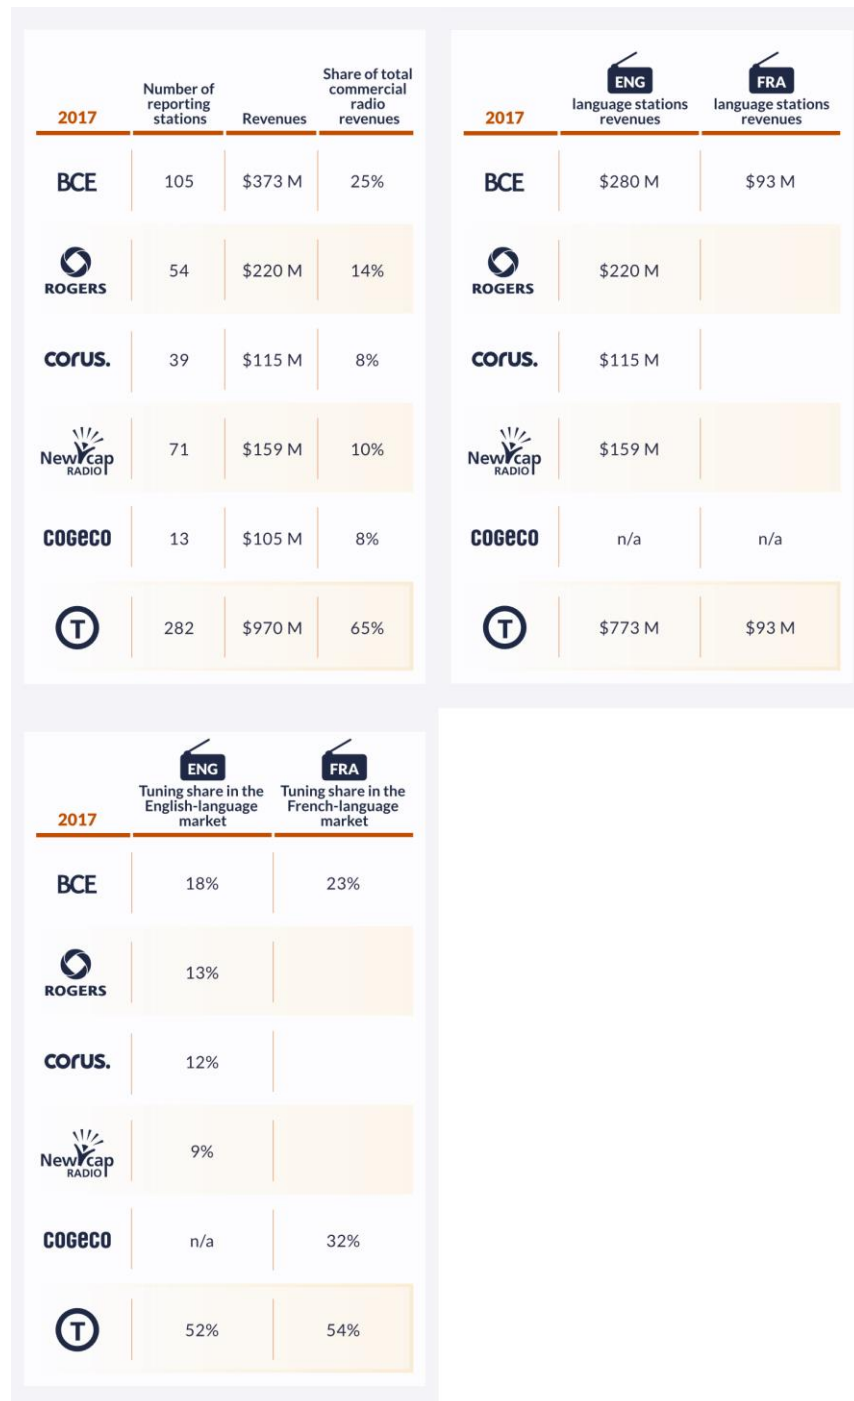 2017 Number of reporting stations Revenues Share of total commercial radio revenues
BCE 105 $373 M 25%
ROGERS 54 $220 M 14%
corus. 39 $115 M 8%
Newcap RADIO 71 $159 M 10%
COGECO 13 $105 M 8%
T 282 $970 M 65%
2017 ENG language stations revenues FRA language stations revenues
BCE $280 M $93 M
ROGERS $220 M
corus. $115 M
Newcap RADIO $159 M
COGECO n/a n/a
T $773 M $93 M
2017 ENG Tuning share in the English-language market FRA Tuning share in the French-language market
BCE 18% 23%
ROGERS 13%
corus. 12%
Newcap RADIO 9%
COGECO n/a 32%
T 52% 54%